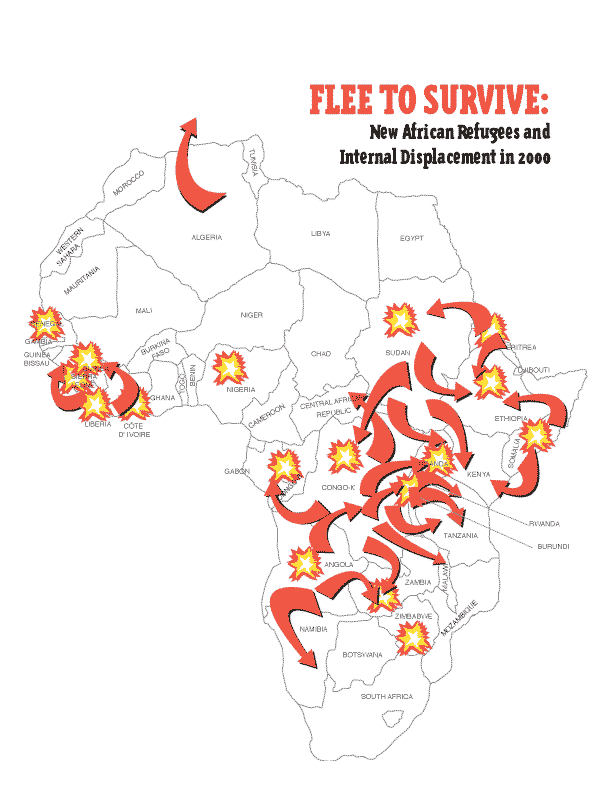 FLEE TO SURVIVE:
New African Refugees and
Internal Displacement in 2000
TUNISIA
MOROCCO
ALGERIA
LIBYA
EGYPT
WESTERN
SAHARA
MAURITANIA
MALI
NIGER
CHAD
SUDAN
ERITREA
DJIBOUTI
SENEGAL
GAMBIA
GUINEA
BISSAU
SIERRA
LEONE
LIBERIA
CÔTE
D' IVOIRE
BURKINA
FASO
GHANA
TOGO
BENIN
NIGERIA
CAMEROON
CENTRAL AFRICAN
REPUBLIC
ETHIOPIA
SOMALIA
KENYA
GABON
CONGO-K
RWANDA
BURUNDI
TANZANIA
ANGOLA
ZAMBIA
MALAWI
MOZAMBIQUE
ZIMBABWE
NAMIBIA
BOTSWANA
SOUTH AFRICA